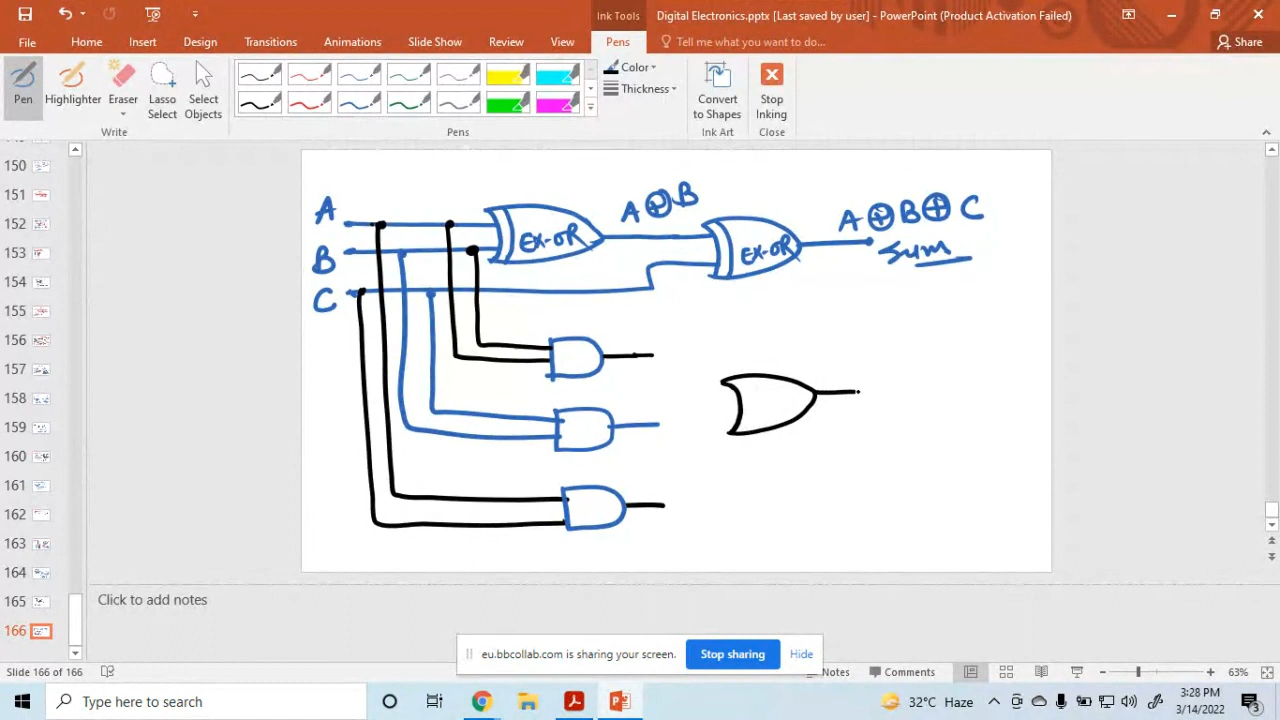 Ink Tools
Digital Electronics.pptx [Last saved by user] - PowerPoint (Product Activation Failed)
File Home Insert Design Transitions Animations Slide Show Review View Pens Tell me what you want to do... Share
Pen Highlighter Eraser Lasso Select Select Objects
Color
Thickness
Convert to Shapes
Stop Inking
Write Pens Ink Art Close
150
151
152
153
154
155
156
157
158
159
160
161
162
163
164
165
166
A
B
C
EX-OR
A ⊕ B
EX-OR
A ⊕ B ⊕ C
Sum
Click to add notes
eu.bbcollab.com is sharing your screen. Stop sharing Hide
Slide 166 of 166 Notes Comments 63%
Type here to search
32°C Haze
3:28 PM
3/14/2022
3